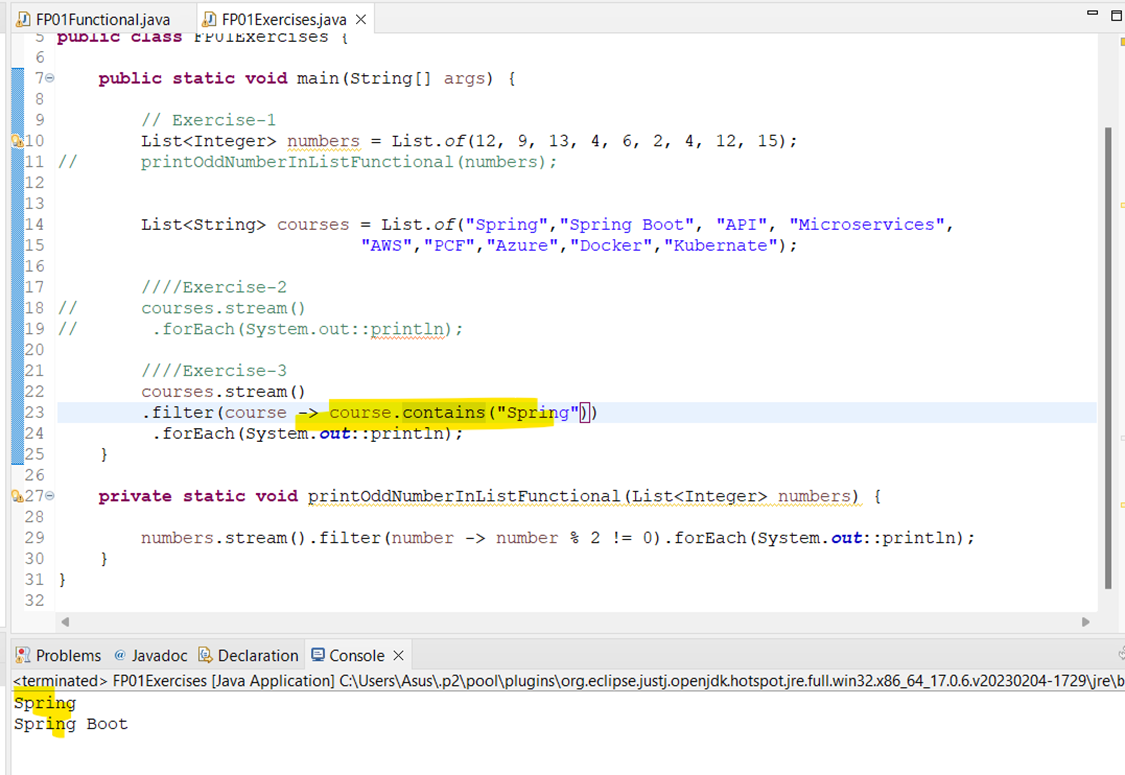 FP01Functional.java FP01Exercises.java
5 public class FP01Exercises {
6
7 public static void main(String[] args) {
8
9 // Exercise-1
10 List<Integer> numbers = List.of(12, 9, 13, 4, 6, 2, 4, 12, 15);
11 // printOddNumberInListFunctional(numbers);
12
13
14 List<String> courses = List.of("Spring","Spring Boot", "API", "Microservices",
15 "AWS","PCF","Azure","Docker","Kubernate");
16
17 ////Exercise-2
18 // courses.stream()
19 // .forEach(System.out::println);
20
21 ////Exercise-3
22 courses.stream()
23 .filter(course -> course.contains("Spring"))
24 .forEach(System.out::println);
25 }
26
27 private static void printOddNumberInListFunctional(List<Integer> numbers) {
28
29 numbers.stream().filter(number -> number % 2 != 0).forEach(System.out::println);
30 }
31 }
32
Problems @ Javadoc Declaration Console
<terminated> FP01Exercises [Java Application] C:\Users\Asus\.p2\pool\plugins\org.eclipse.justj.openjdk.hotspot.jre.full.win32.x86_64_17.0.6.v20230204-1729\jre\b
Spring
Spring Boot